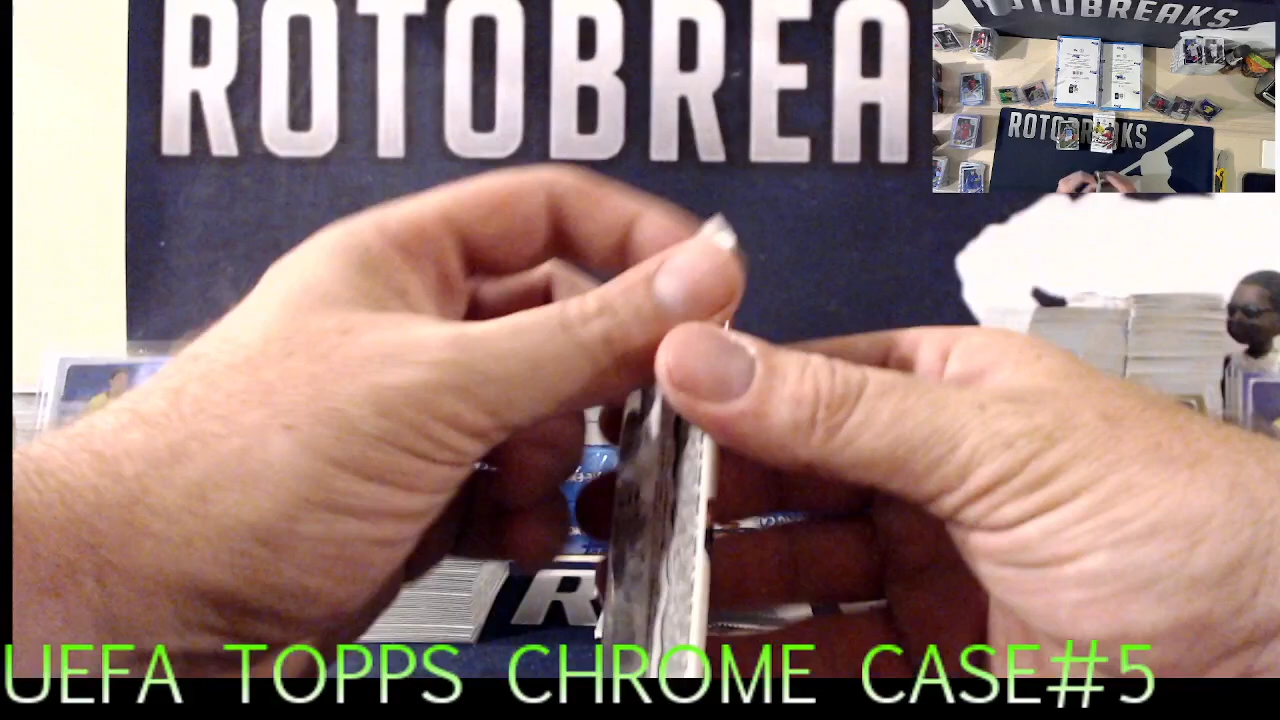 ROTOBREA
ROTOBREAKS
ROTOBREAKS
R
UEFA TOPPS CHROME CASE#5